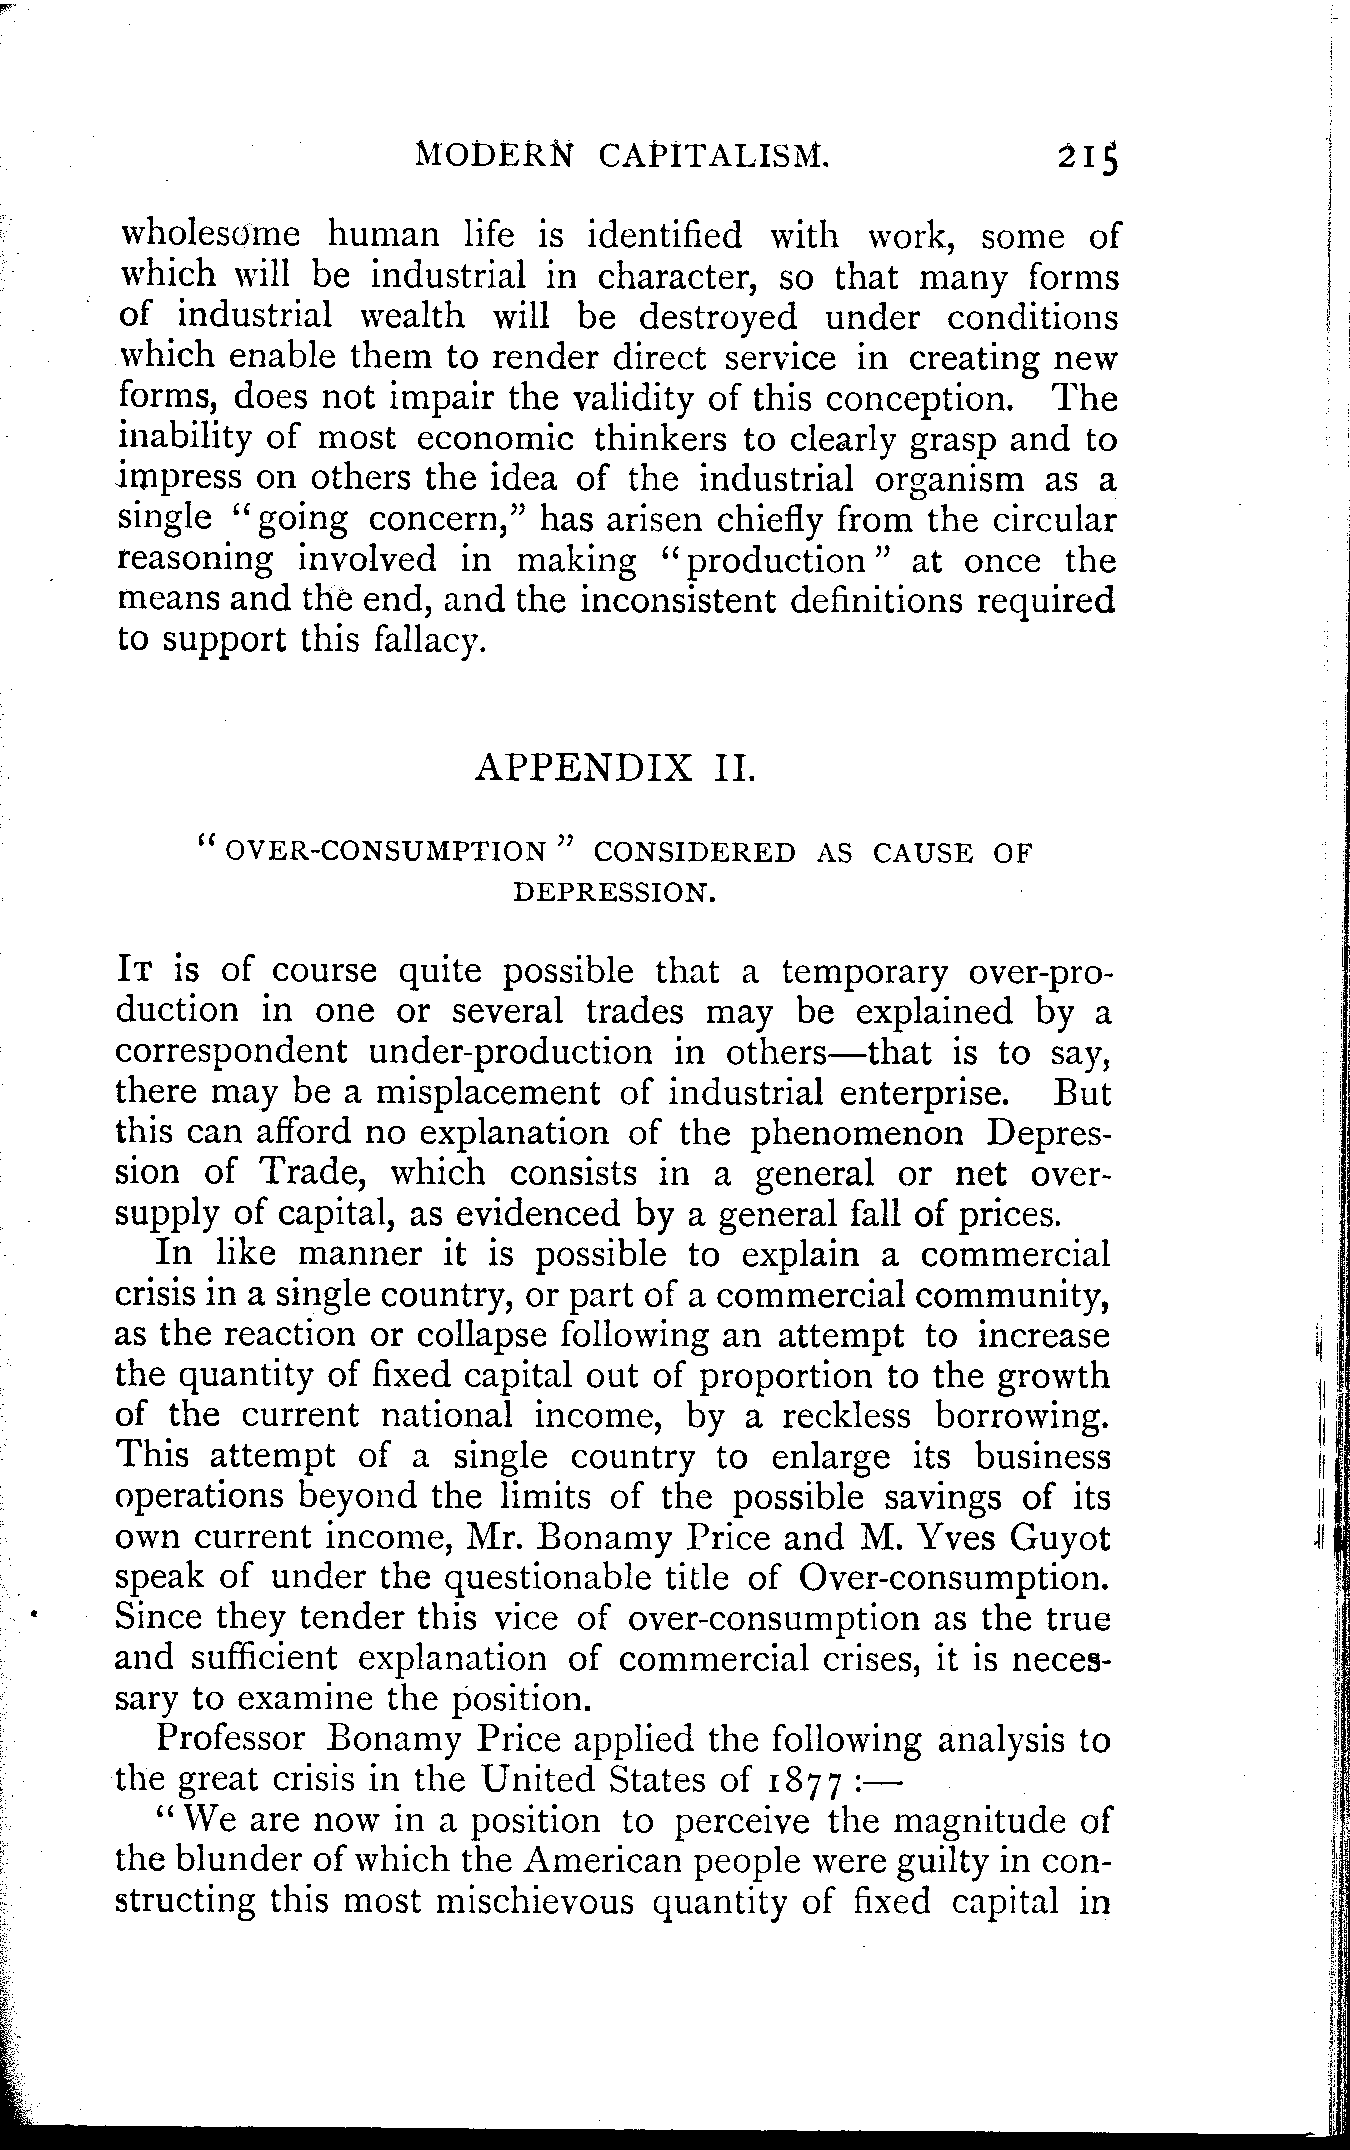 MODERN CAPITALISM. 215
wholesome human life is identified with work, some of
which will be industrial in character, so that many forms
of industrial wealth will be destroyed under conditions
which enable them to render direct service in creating new
forms, does not impair the validity of this conception. The
inability of most economic thinkers to clearly grasp and to
impress on others the idea of the industrial organism as a
single “going concern,” has arisen chiefly from the circular
reasoning involved in making “production” at once the
means and the end, and the inconsistent definitions required
to support this fallacy.
APPENDIX II.
“OVER-CONSUMPTION” CONSIDERED AS CAUSE OF
DEPRESSION.
IT is of course quite possible that a temporary over-pro-
duction in one or several trades may be explained by a
correspondent under-production in others—that is to say,
there may be a misplacement of industrial enterprise. But
this can afford no explanation of the phenomenon Depres-
sion of Trade, which consists in a general or net over-
supply of capital, as evidenced by a general fall of prices.
In like manner it is possible to explain a commercial
crisis in a single country, or part of a commercial community,
as the reaction or collapse following an attempt to increase
the quantity of fixed capital out of proportion to the growth
of the current national income, by a reckless borrowing.
This attempt of a single country to enlarge its business
operations beyond the limits of the possible savings of its
own current income, Mr. Bonamy Price and M. Yves Guyot
speak of under the questionable title of Over-consumption.
Since they tender this vice of over-consumption as the true
and sufficient explanation of commercial crises, it is neces-
sary to examine the position.
Professor Bonamy Price applied the following analysis to
the great crisis in the United States of 1877 :—
“We are now in a position to perceive the magnitude of
the blunder of which the American people were guilty in con-
structing this most mischievous quantity of fixed capital in